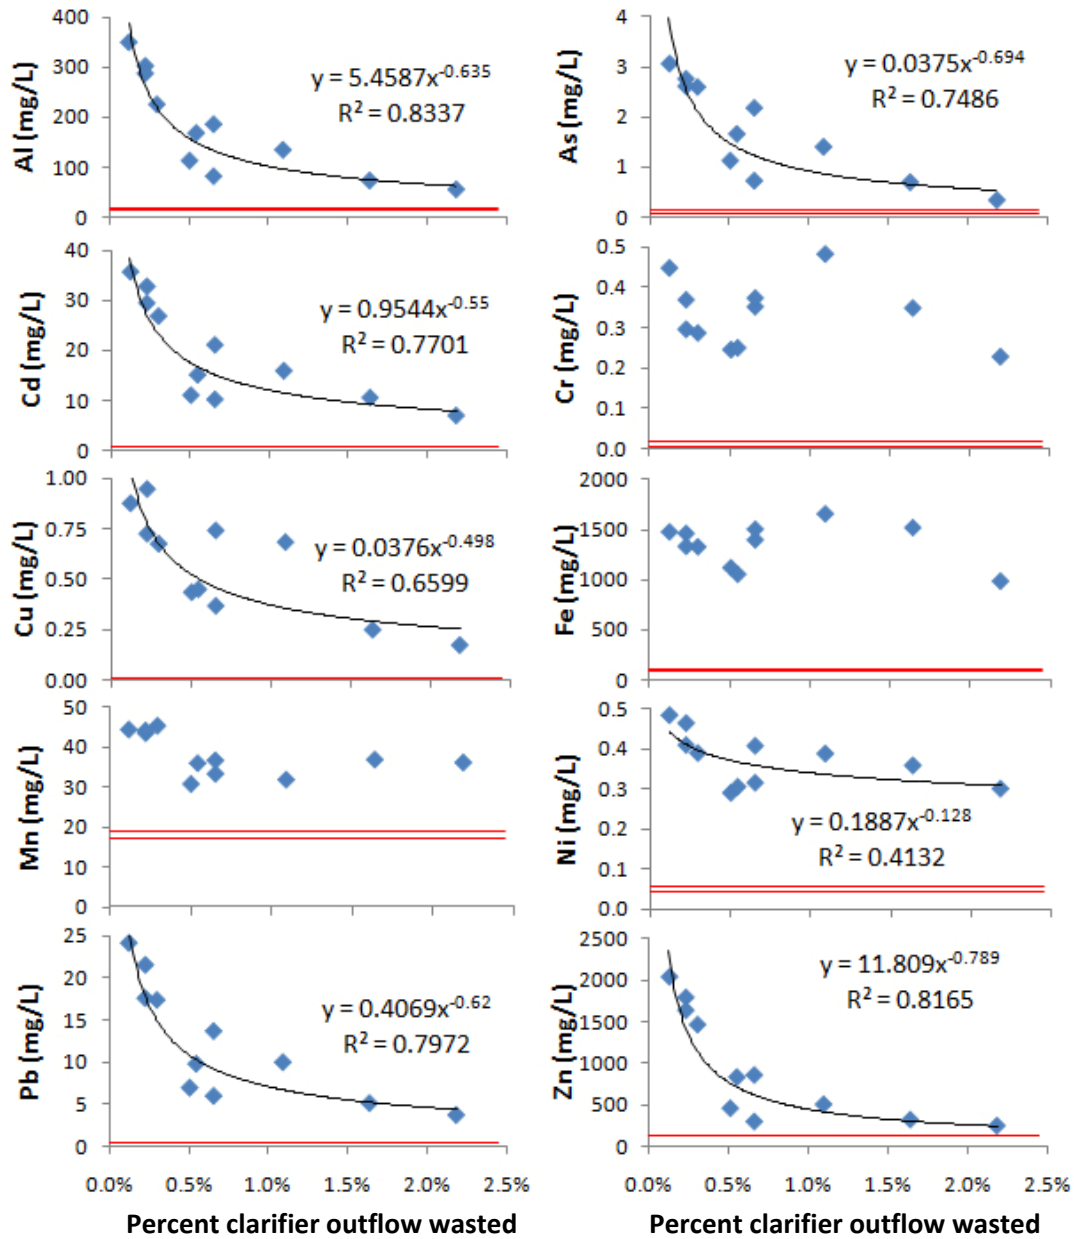 Al (mg/L)
400
300
200
100
0
y = 5.4587x^-0.635
R² = 0.8337
As (mg/L)
4
3
2
1
0
y = 0.0375x^-0.694
R² = 0.7486
Cd (mg/L)
40
30
20
10
0
y = 0.9544x^-0.55
R² = 0.7701
Cr (mg/L)
0.5
0.4
0.3
0.2
0.1
0.0
Cu (mg/L)
1.00
0.75
0.50
0.25
0.00
y = 0.0376x^-0.498
R² = 0.6599
Fe (mg/L)
2000
1500
1000
500
0
Mn (mg/L)
50
40
30
20
10
0
Ni (mg/L)
0.5
0.4
0.3
0.2
0.1
0.0
y = 0.1887x^-0.128
R² = 0.4132
Pb (mg/L)
25
20
15
10
5
0
y = 0.4069x^-0.62
R² = 0.7972
0.0% 0.5% 1.0% 1.5% 2.0% 2.5%
Percent clarifier outflow wasted
Zn (mg/L)
2500
2000
1500
1000
500
0
y = 11.809x^-0.789
R² = 0.8165
0.0% 0.5% 1.0% 1.5% 2.0% 2.5%
Percent clarifier outflow wasted